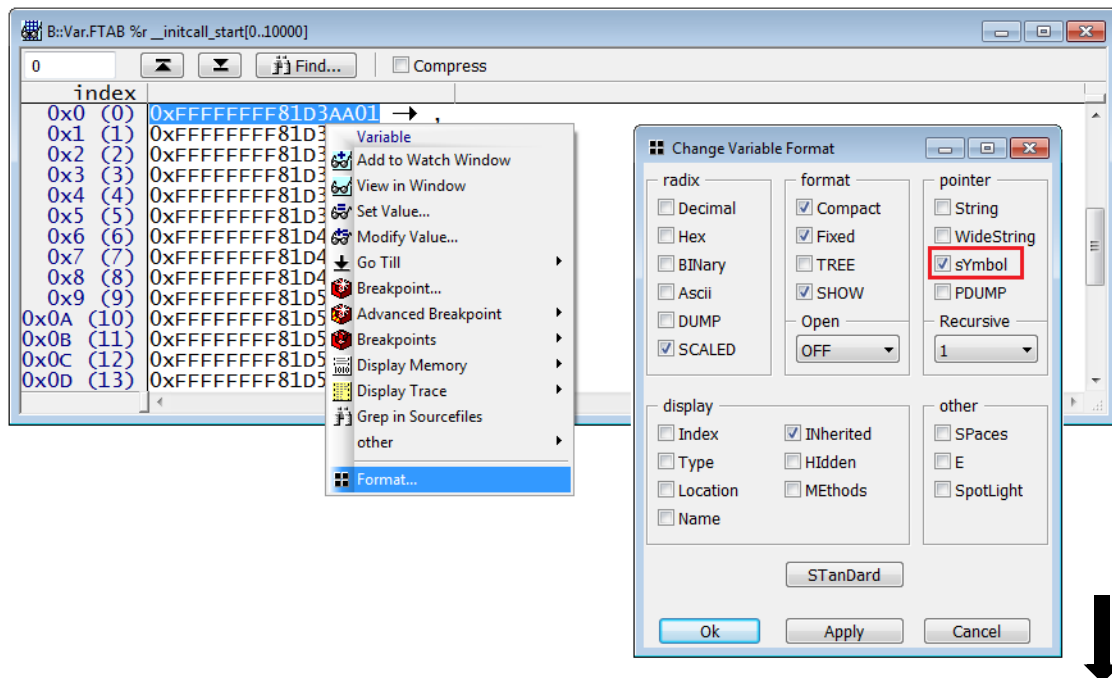 B::Var.FTAB %r __initcall_start[0..10000]
0 Find... Compress
index
0x0 (0) 0xFFFFFFFF81D3AA01 → ,
0x1 (1) 0xFFFFFFFF81D3
0x2 (2) 0xFFFFFFFF81D3
0x3 (3) 0xFFFFFFFF81D3
0x4 (4) 0xFFFFFFFF81D3
0x5 (5) 0xFFFFFFFF81D3
0x6 (6) 0xFFFFFFFF81D4
0x7 (7) 0xFFFFFFFF81D4
0x8 (8) 0xFFFFFFFF81D4
0x9 (9) 0xFFFFFFFF81D5
0x0A (10) 0xFFFFFFFF81D5
0x0B (11) 0xFFFFFFFF81D5
0x0C (12) 0xFFFFFFFF81D5
0x0D (13) 0xFFFFFFFF81D5
Variable
Add to Watch Window
View in Window
Set Value...
Modify Value...
Go Till
Breakpoint...
Advanced Breakpoint
Breakpoints
Display Memory
Display Trace
Grep in Sourcefiles
other
Format...
Change Variable Format
radix
Decimal
Hex
BINary
Ascii
DUMP
SCALED
format
Compact
Fixed
TREE
SHOW
Open
OFF
pointer
String
WideString
sYmbol
PDUMP
Recursive
1
display
Index
Type
Location
Name
INherited
HIdden
MEthods
other
SPaces
E
SpotLight
STanDard
Ok Apply Cancel